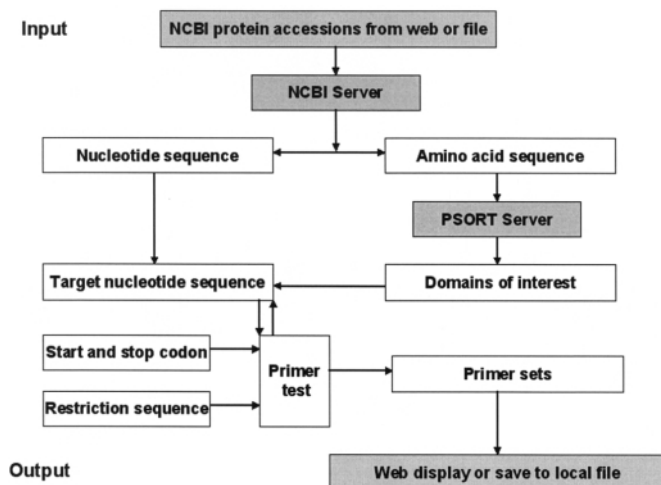 Input
NCBI protein accessions from web or file
NCBI Server
Nucleotide sequence
Amino acid sequence
PSORT Server
Target nucleotide sequence
Domains of interest
Start and stop codon
Primer
test
Primer sets
Restriction sequence
Output
Web display or save to local file